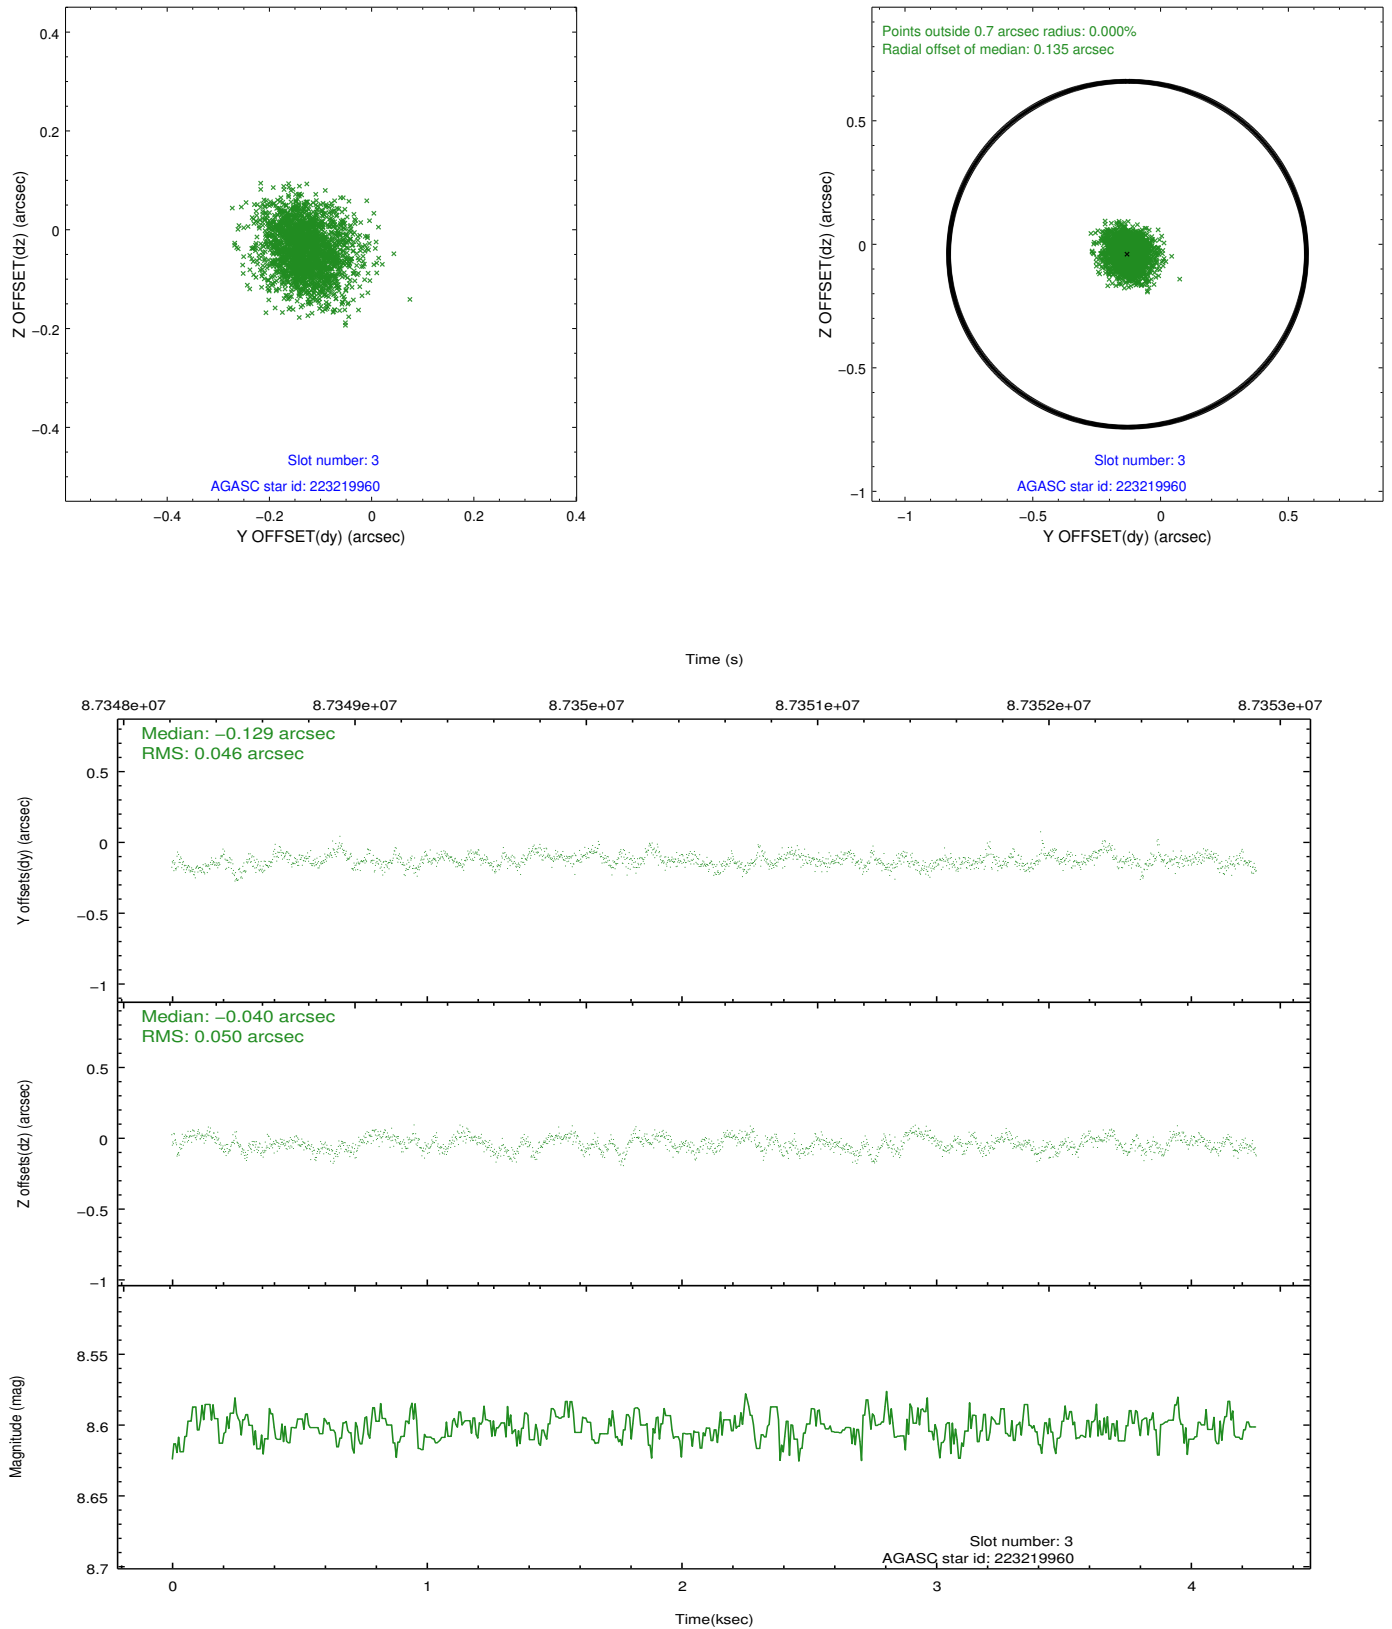 0.4
0.2
0
−0.2
−0.4
Z OFFSET(dz) (arcsec)
Slot number: 3
AGASC star id: 223219960
−0.4 −0.2 0 0.2 0.4
Y OFFSET(dy) (arcsec)
Points outside 0.7 arcsec radius: 0.000%
Radial offset of median: 0.135 arcsec
0.5
0
−0.5
−1
Z OFFSET(dz) (arcsec)
Slot number: 3
AGASC star id: 223219960
−1 −0.5 0 0.5
Y OFFSET(dy) (arcsec)
Time (s)
8.7348e+07 8.7349e+07 8.735e+07 8.7351e+07 8.7352e+07 8.7353e+07
Median: −0.129 arcsec
RMS: 0.046 arcsec
0.5
0
−0.5
−1
Y offsets(dy) (arcsec)
Median: −0.040 arcsec
RMS: 0.050 arcsec
0.5
0
−0.5
−1
Z offsets(dz) (arcsec)
8.55
8.6
8.65
8.7
Magnitude (mag)
Slot number: 3
AGASC star id: 223219960
0 1 2 3 4
Time(ksec)